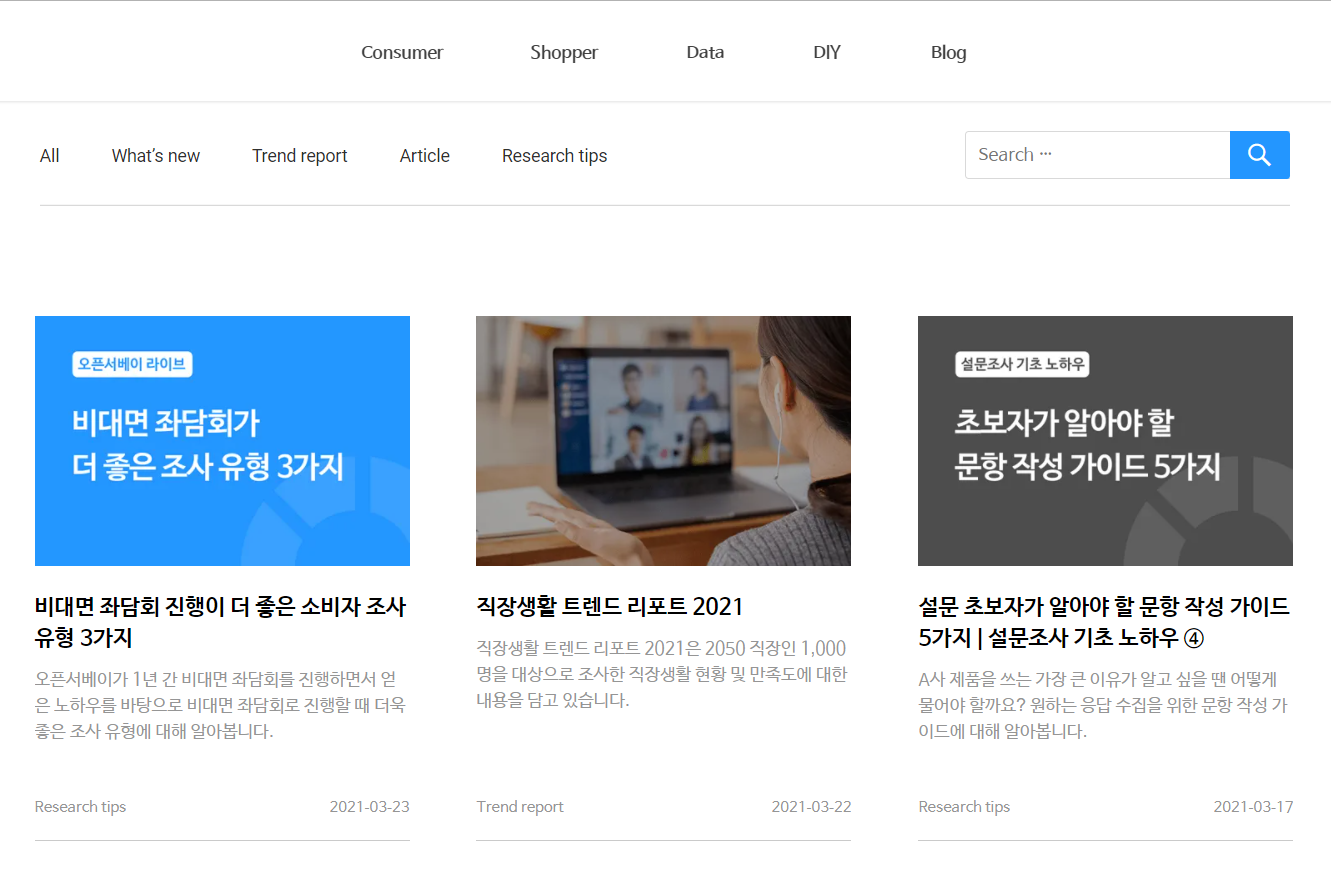 Consumer Shopper Data DIY Blog
All What's new Trend report Article Research tips Search ···
오픈서베이 라이브
비대면 좌담회가
더 좋은 조사 유형 3가지
비대면 좌담회 진행이 더 좋은 소비자 조사
유형 3가지
오픈서베이가 1년 간 비대면 좌담회를 진행하면서 얻
은 노하우를 바탕으로 비대면 좌담회로 진행할 때 더욱
좋은 조사 유형에 대해 알아봅니다.
Research tips 2021-03-23
직장생활 트렌드 리포트 2021
직장생활 트렌드 리포트 2021은 2050 직장인 1,000
명을 대상으로 조사한 직장생활 현황 및 만족도에 대한
내용을 담고 있습니다.
Trend report 2021-03-22
설문조사 기초 노하우
초보자가 알아야 할
문항 작성 가이드 5가지
설문 초보자가 알아야 할 문항 작성 가이드
5가지 | 설문조사 기초 노하우 ④
A사 제품을 쓰는 가장 큰 이유가 알고 싶을 땐 어떻게
물어야 할까요? 원하는 응답 수집을 위한 문항 작성 가
이드에 대해 알아봅니다.
Research tips 2021-03-17